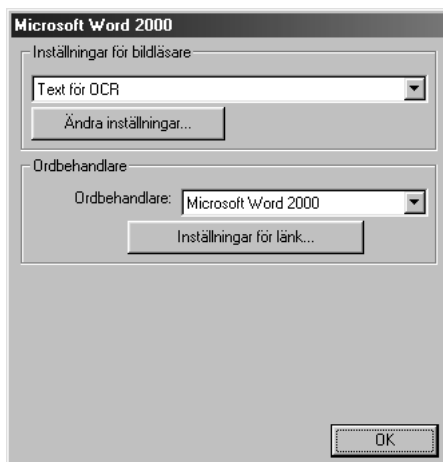 Microsoft Word 2000
Inställningar för bildläsare
Text för OCR
Ändra inställningar...
Ordbehandlare
Ordbehandlare: Microsoft Word 2000
Inställningar för länk...
OK